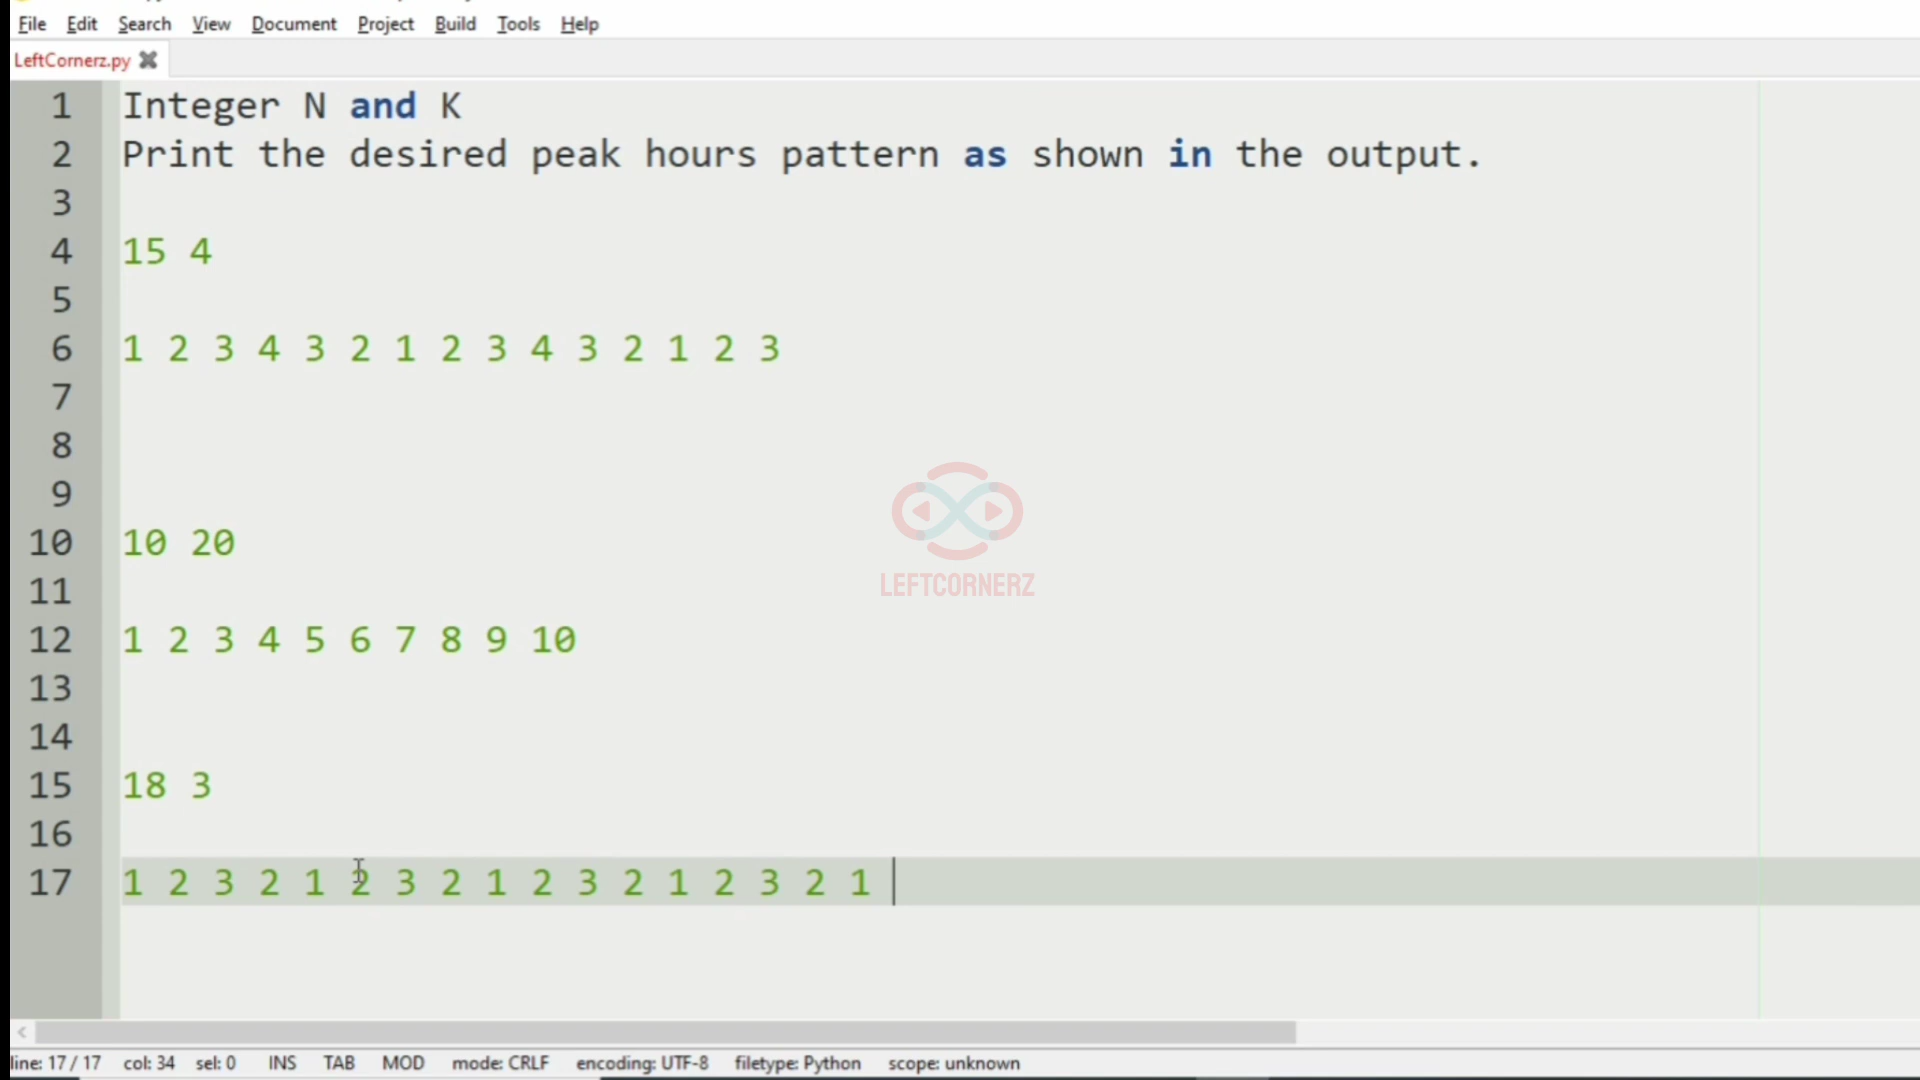 File Edit Search View Document Project Build Tools Help
LeftCornerz.py
1 Integer N and K
2 Print the desired peak hours pattern as shown in the output.
3
4 15 4
5
6 1 2 3 4 3 2 1 2 3 4 3 2 1 2 3
7
8
9
10 10 20
11
12 1 2 3 4 5 6 7 8 9 10
13
14
15 18 3
16
17 1 2 3 2 1 2 3 2 1 2 3 2 1 2 3 2 1
LEFTCORNERZ
line: 17 / 17 col: 34 sel: 0 INS TAB MOD mode: CRLF encoding: UTF-8 filetype: Python scope: unknown